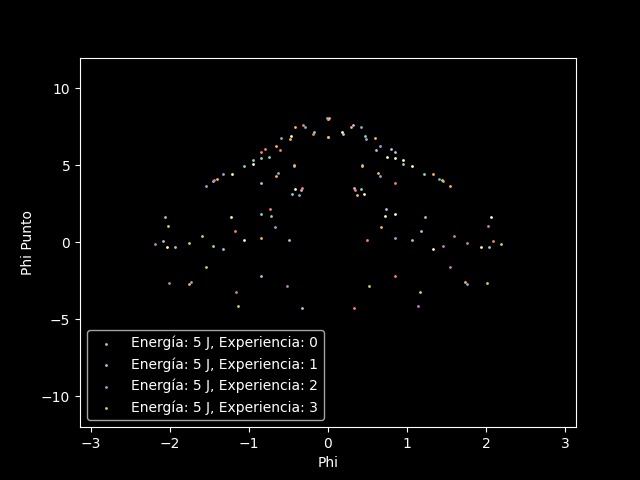 10
5
0
−5
−10
Phi Punto
Energía: 5 J, Experiencia: 0
Energía: 5 J, Experiencia: 1
Energía: 5 J, Experiencia: 2
Energía: 5 J, Experiencia: 3
−3 −2 −1 0 1 2 3
Phi